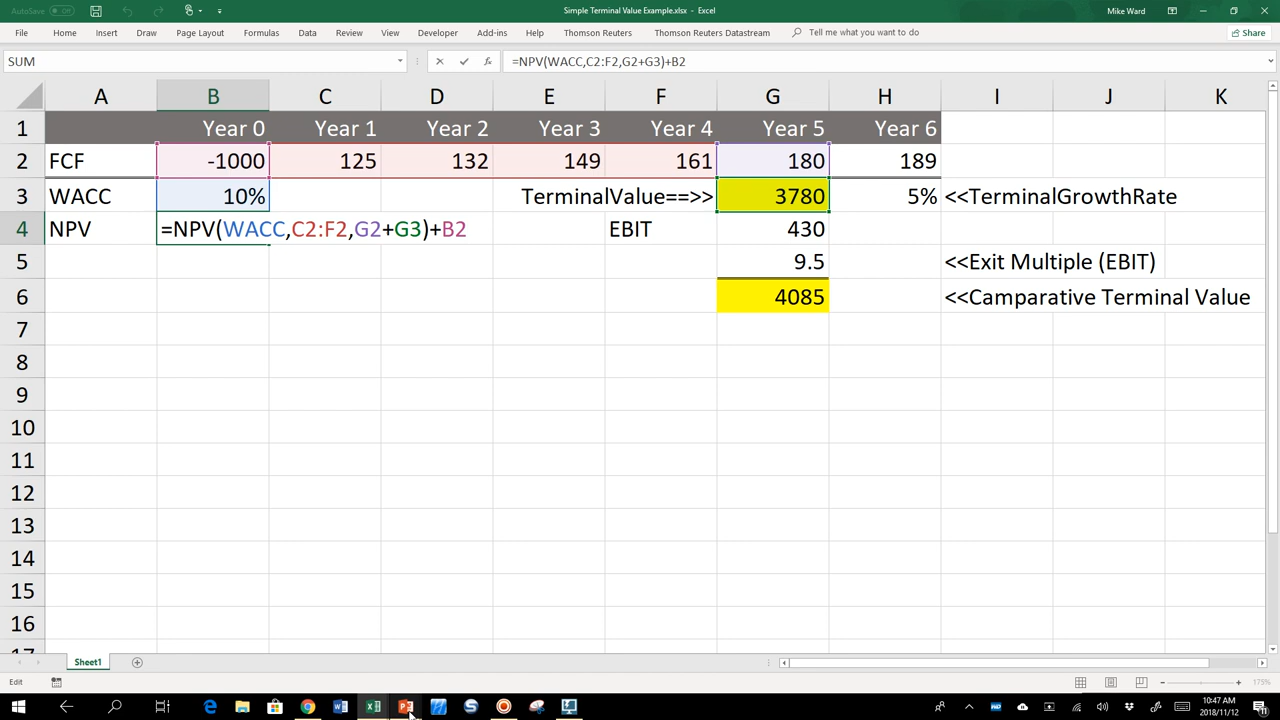 AutoSave Off Simple Terminal Value Example.xlsx - Excel Mike Ward
File Home Insert Draw Page Layout Formulas Data Review View Developer Add-ins Help Thomson Reuters Thomson Reuters Datastream Tell me what you want to do Share
SUM fx =NPV(WACC,C2:F2,G2+G3)+B2
A B C D E F G H I J K
1 Year 0 Year 1 Year 2 Year 3 Year 4 Year 5 Year 6
2 FCF -1000 125 132 149 161 180 189
3 WACC 10% TerminalValue==>> 3780 5% <<TerminalGrowthRate
4 NPV =NPV(WACC,C2:F2,G2+G3)+B2 EBIT 430
5 9.5 <<Exit Multiple (EBIT)
6 4085 <<Camparative Terminal Value
7
8
9
10
11
12
13
14
15
16
17
Sheet1
Edit 175%
10:47 AM
2018/11/12